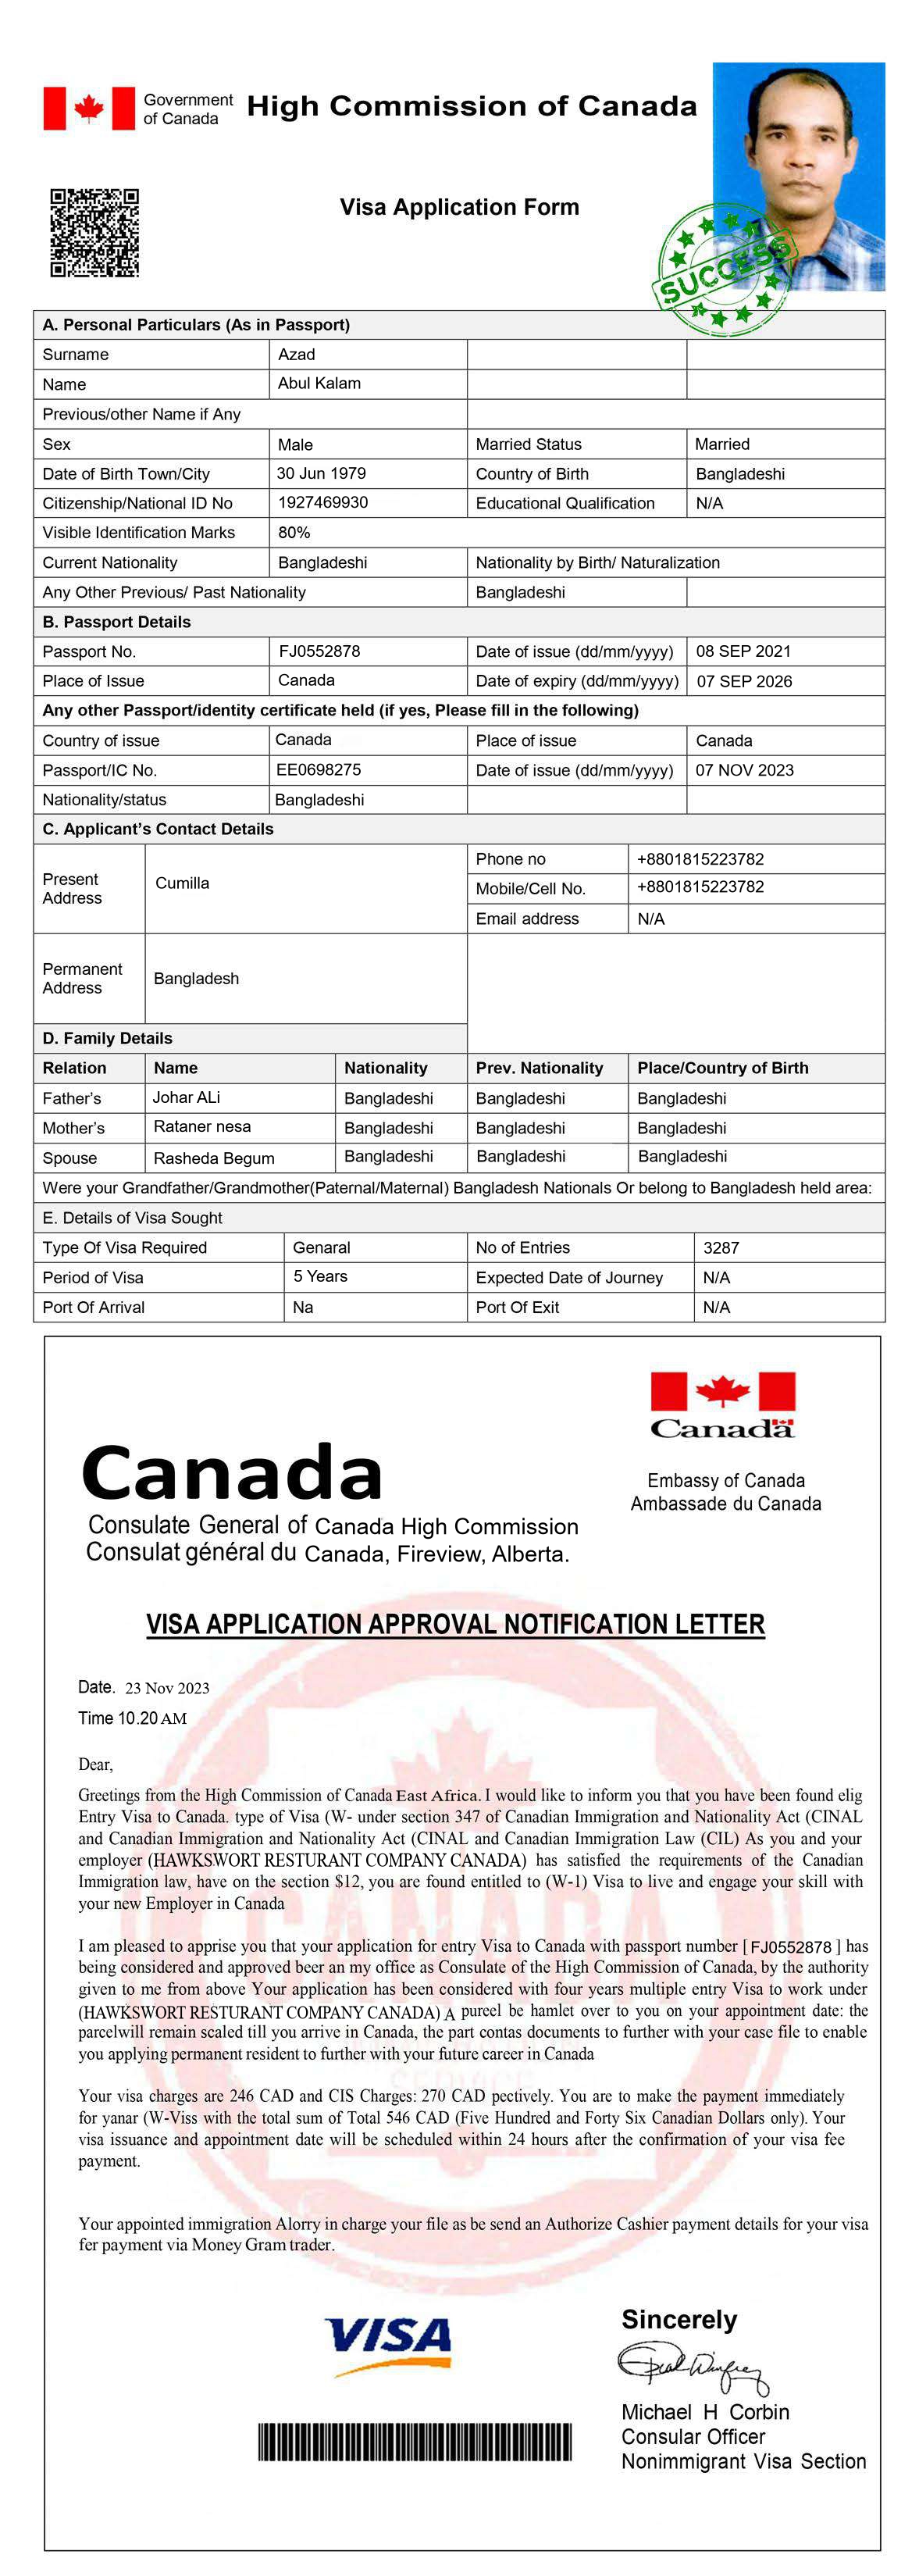 Government
of Canada
High Commission of Canada
Visa Application Form
SUCCESS
A. Personal Particulars (As in Passport)
Surname Azad
Name Abul Kalam
Previous/other Name if Any
Sex Male Married Status Married
Date of Birth Town/City 30 Jun 1979 Country of Birth Bangladeshi
Citizenship/National ID No 1927469930 Educational Qualification N/A
Visible Identification Marks 80%
Current Nationality Bangladeshi Nationality by Birth/ Naturalization
Any Other Previous/ Past Nationality Bangladeshi
B. Passport Details
Passport No. FJ0552878 Date of issue (dd/mm/yyyy) 08 SEP 2021
Place of Issue Canada Date of expiry (dd/mm/yyyy) 07 SEP 2026
Any other Passport/identity certificate held (if yes, Please fill in the following)
Country of issue Canada Place of issue Canada
Passport/IC No. EE0698275 Date of issue (dd/mm/yyyy) 07 NOV 2023
Nationality/status Bangladeshi
C. Applicant's Contact Details
Present
Address
Cumilla
Phone no +8801815223782
Mobile/Cell No. +8801815223782
Email address N/A
Permanent
Address
Bangladesh
D. Family Details
Relation Name Nationality Prev. Nationality Place/Country of Birth
Father's Johar ALi Bangladeshi Bangladeshi Bangladeshi
Mother's Rataner nesa Bangladeshi Bangladeshi Bangladeshi
Spouse Rasheda Begum Bangladeshi Bangladeshi Bangladeshi
Were your Grandfather/Grandmother(Paternal/Maternal) Bangladesh Nationals Or belong to Bangladesh held area:
E. Details of Visa Sought
Type Of Visa Required Genaral No of Entries 3287
Period of Visa 5 Years Expected Date of Journey N/A
Port Of Arrival Na Port Of Exit N/A
Canada
Embassy of Canada
Ambassade du Canada
Canada
Consulate General of Canada High Commission
Consulat général du Canada, Fireview, Alberta.
VISA APPLICATION APPROVAL NOTIFICATION LETTER
Date. 23 Nov 2023
Time 10.20 AM
Dear,
Greetings from the High Commission of Canada East Africa. I would like to inform you that you have been found elig
Entry Visa to Canada. type of Visa (W- under section 347 of Canadian Immigration and Nationality Act (CINAL
and Canadian Immigration and Nationality Act (CINAL and Canadian Immigration Law (CIL) As you and your
employer (HAWKSWORT RESTURANT COMPANY CANADA) has satisfied the requirements of the Canadian
Immigration law, have on the section $12, you are found entitled to (W-1) Visa to live and engage your skill with
your new Employer in Canada
I am pleased to apprise you that your application for entry Visa to Canada with passport number [ FJ0552878 ] has
being considered and approved beer an my office as Consulate of the High Commission of Canada, by the authority
given to me from above Your application has been considered with four years multiple entry Visa to work under
(HAWKSWORT RESTURANT COMPANY CANADA) A purcel be hamlet over to you on your appointment date: the
parcelwill remain scaled till you arrive in Canada, the part contas documents to further with your case file to enable
you applying permanent resident to further with your future career in Canada
Your visa charges are 246 CAD and CIS Charges: 270 CAD pectively. You are to make the payment immediately
for yanar (W-Viss with the total sum of Total 546 CAD (Five Hundred and Forty Six Canadian Dollars only). Your
visa issuance and appointment date will be scheduled within 24 hours after the confirmation of your visa fee
payment.
Your appointed immigration Alorry in charge your file as be send an Authorize Cashier payment details for your visa
fer payment via Money Gram trader.
CANADA
SERVICE
VISA
Sincerely
Michael H Corbin
Consular Officer
Nonimmigrant Visa Section